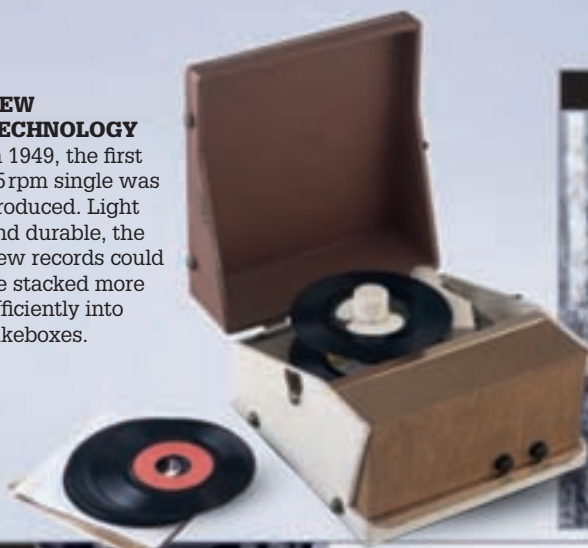 EW
ECHNOLOGY
1949, the first
5 rpm single was
roduced. Light
nd durable, the
ew records could
e stacked more
fficiently into
keboxes.